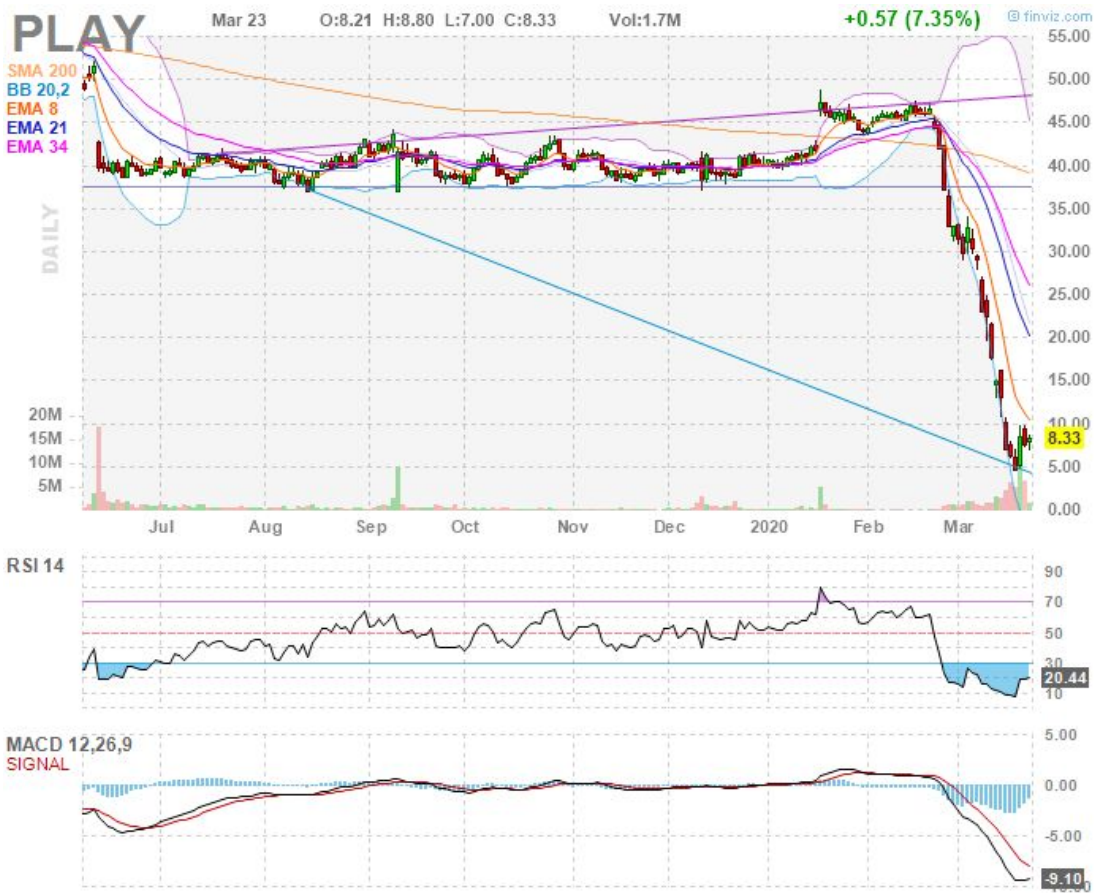 PLAY Mar 23 O:8.21 H:8.80 L:7.00 C:8.33 Vol:1.7M +0.57 (7.35%) © finviz.com
SMA 200
BB 20,2
EMA 8
EMA 21
EMA 34
DAILY
55.00
50.00
45.00
40.00
35.00
30.00
25.00
20.00
15.00
10.00
8.33
5.00
0.00
20M
15M
10M
5M
Jul Aug Sep Oct Nov Dec 2020 Feb Mar
RSI 14
90
70
50
30
20.44
10
MACD 12,26,9
SIGNAL
5.00
0.00
-5.00
-9.10
-10.00